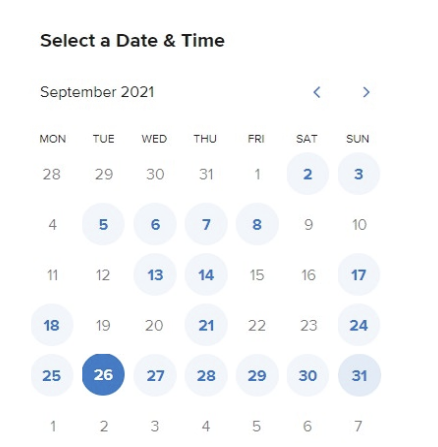 Select a Date & Time
September 2021
MON TUE WED THU FRI SAT SUN
28 29 30 31 1 2 3
4 5 6 7 8 9 10
11 12 13 14 15 16 17
18 19 20 21 22 23 24
25 26 27 28 29 30 31
1 2 3 4 5 6 7